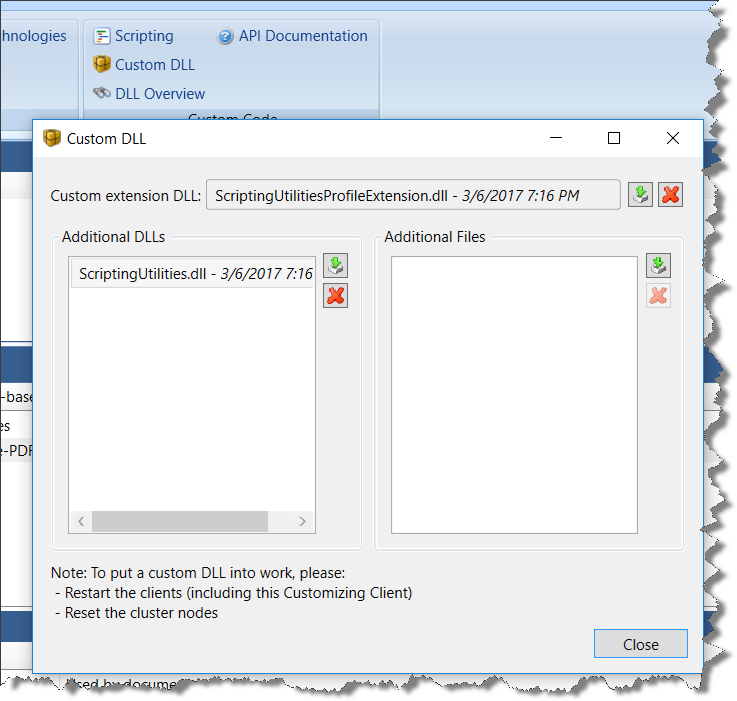 hnologies
Scripting
API Documentation
Custom DLL
DLL Overview
Custom Code
Custom DLL
Custom extension DLL: ScriptingUtilitiesProfileExtension.dll - 3/6/2017 7:16 PM
Additional DLLs
Additional Files
ScriptingUtilities.dll - 3/6/2017 7:16
-base
es
e-PDF
Note: To put a custom DLL into work, please:
- Restart the clients (including this Customizing Client)
- Reset the cluster nodes
Close
Used by docume